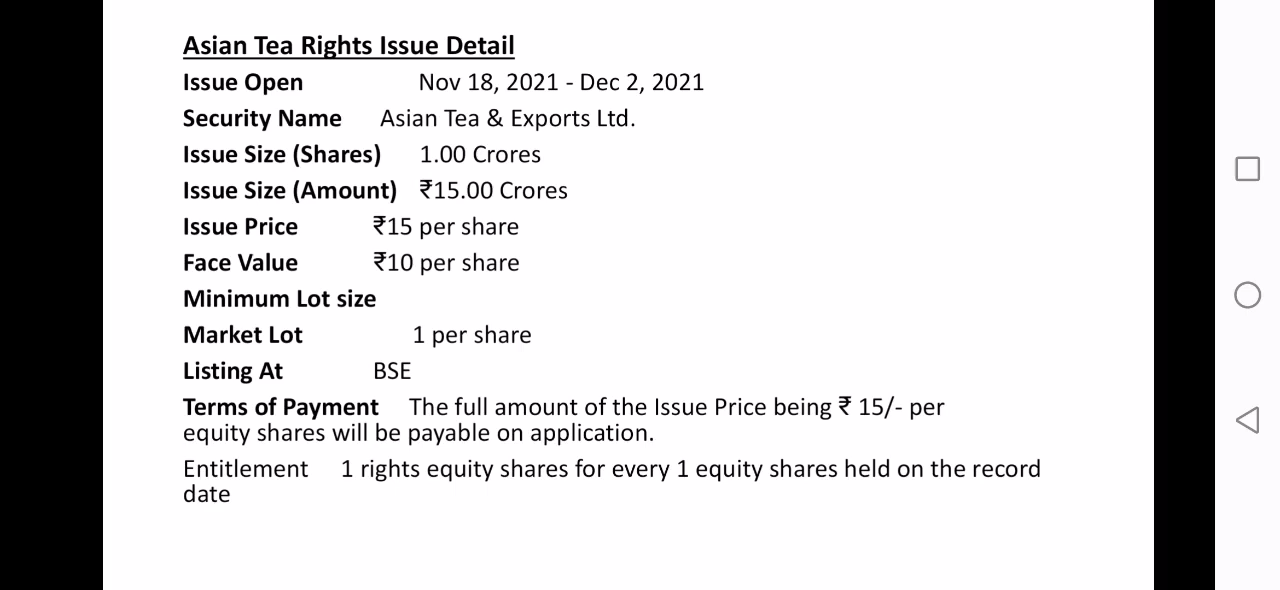 Asian Tea Rights Issue Detail
Issue Open Nov 18, 2021 - Dec 2, 2021
Security Name Asian Tea & Exports Ltd.
Issue Size (Shares) 1.00 Crores
Issue Size (Amount) ₹15.00 Crores
Issue Price ₹15 per share
Face Value ₹10 per share
Minimum Lot size
Market Lot 1 per share
Listing At BSE
Terms of Payment The full amount of the Issue Price being ₹ 15/- per
equity shares will be payable on application.
Entitlement 1 rights equity shares for every 1 equity shares held on the record
date